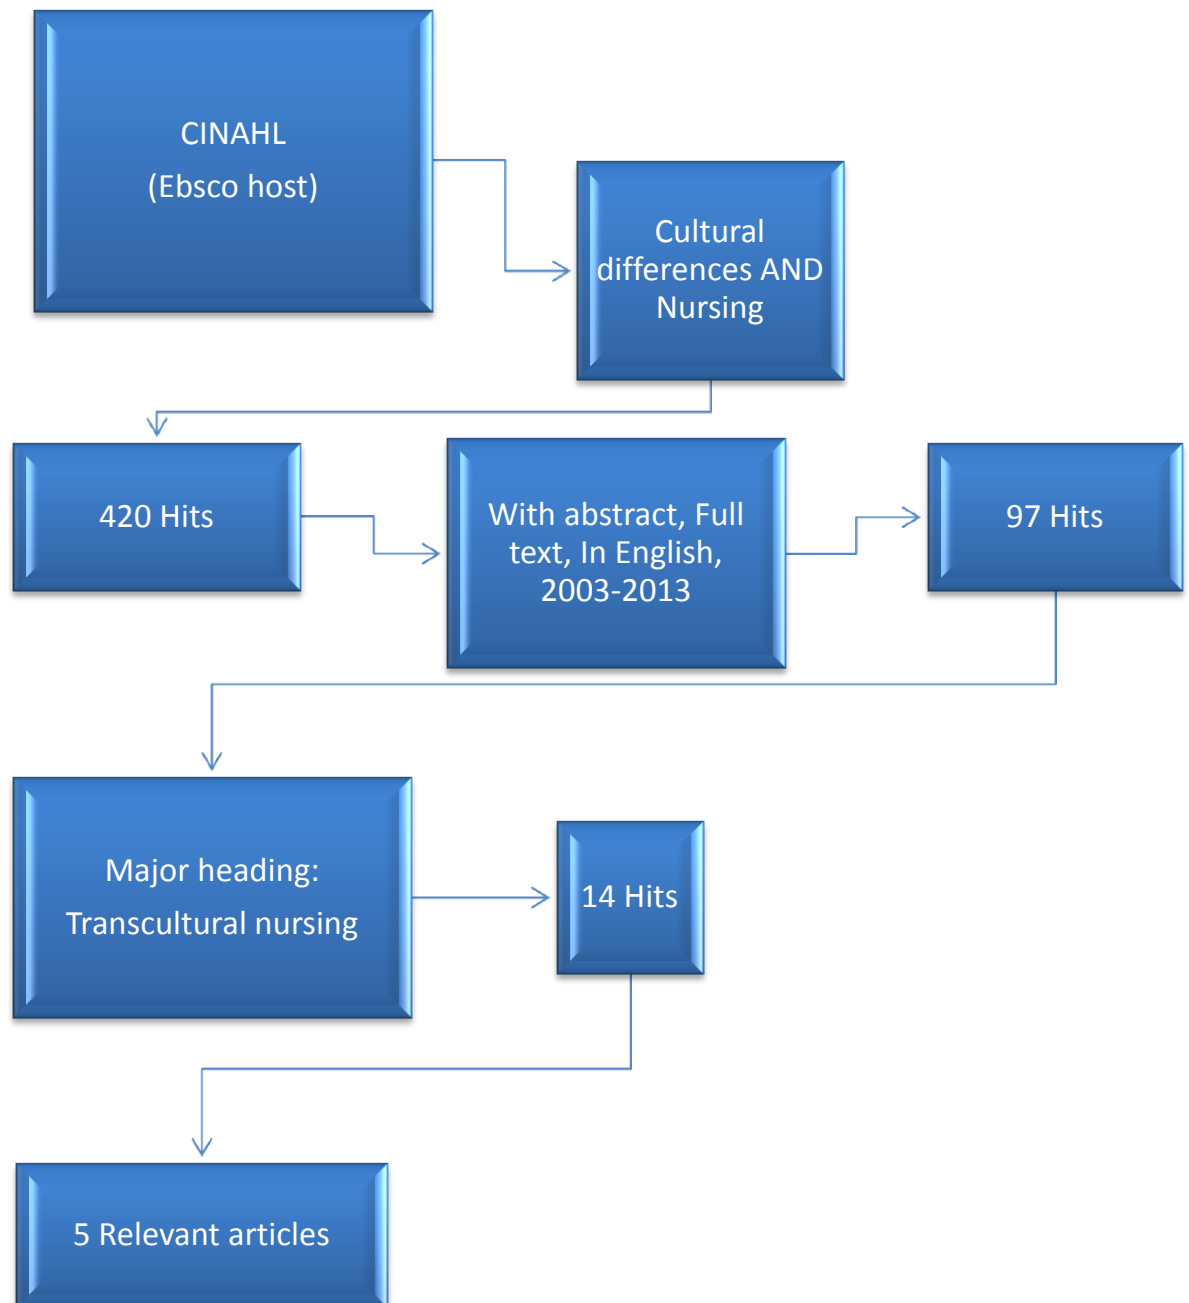 CINAHL
(Ebsco host)
Cultural
differences AND
Nursing
420 Hits
With abstract, Full
text, In English,
2003-2013
97 Hits
Major heading:
Transcultural nursing
14 Hits
5 Relevant articles